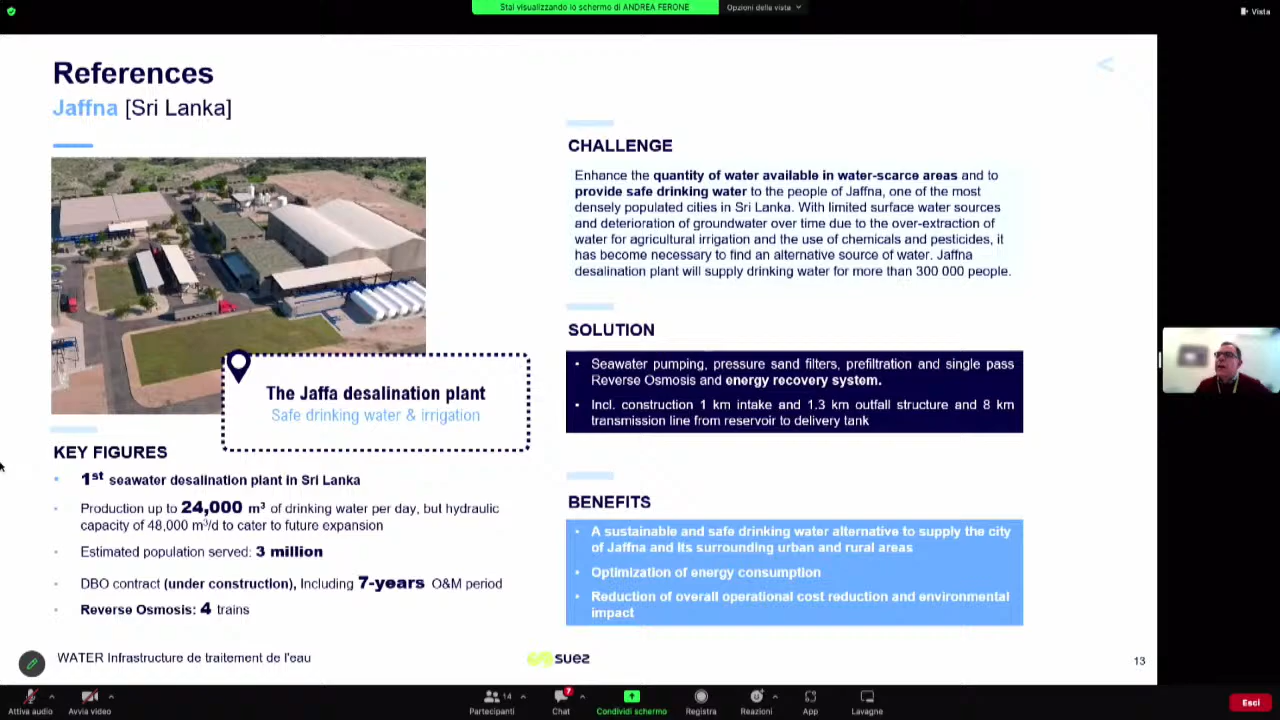 Stai visualizzando lo schermo di ANDREA FERONE
Opzioni della vista
Vista
References
Jaffna [Sri Lanka]
The Jaffa desalination plant
Safe drinking water & irrigation
KEY FIGURES
• 1st seawater desalination plant in Sri Lanka
• Production up to 24,000 m³ of drinking water per day, but hydraulic
capacity of 48,000 m³/d to cater to future expansion
• Estimated population served: 3 million
• DBO contract (under construction), Including 7-years O&M period
• Reverse Osmosis: 4 trains
CHALLENGE
Enhance the quantity of water available in water-scarce areas and to
provide safe drinking water to the people of Jaffna, one of the most
densely populated cities in Sri Lanka. With limited surface water sources
and deterioration of groundwater over time due to the over-extraction of
water for agricultural irrigation and the use of chemicals and pesticides, it
has become necessary to find an alternative source of water. Jaffna
desalination plant will supply drinking water for more than 300 000 people.
SOLUTION
• Seawater pumping, pressure sand filters, prefiltration and single pass
Reverse Osmosis and energy recovery system.
• Incl. construction 1 km intake and 1.3 km outfall structure and 8 km
transmission line from reservoir to delivery tank
BENEFITS
• A sustainable and safe drinking water alternative to supply the city
of Jaffna and its surrounding urban and rural areas
• Optimization of energy consumption
• Reduction of overall operational cost reduction and environmental
impact
WATER Infrastructure de traitement de l'eau
suez
13
Attiva audio
Avvia video
14
Partecipanti
7
Chat
Condividi schermo
Registra
Reazioni
App
Lavagne
Esci